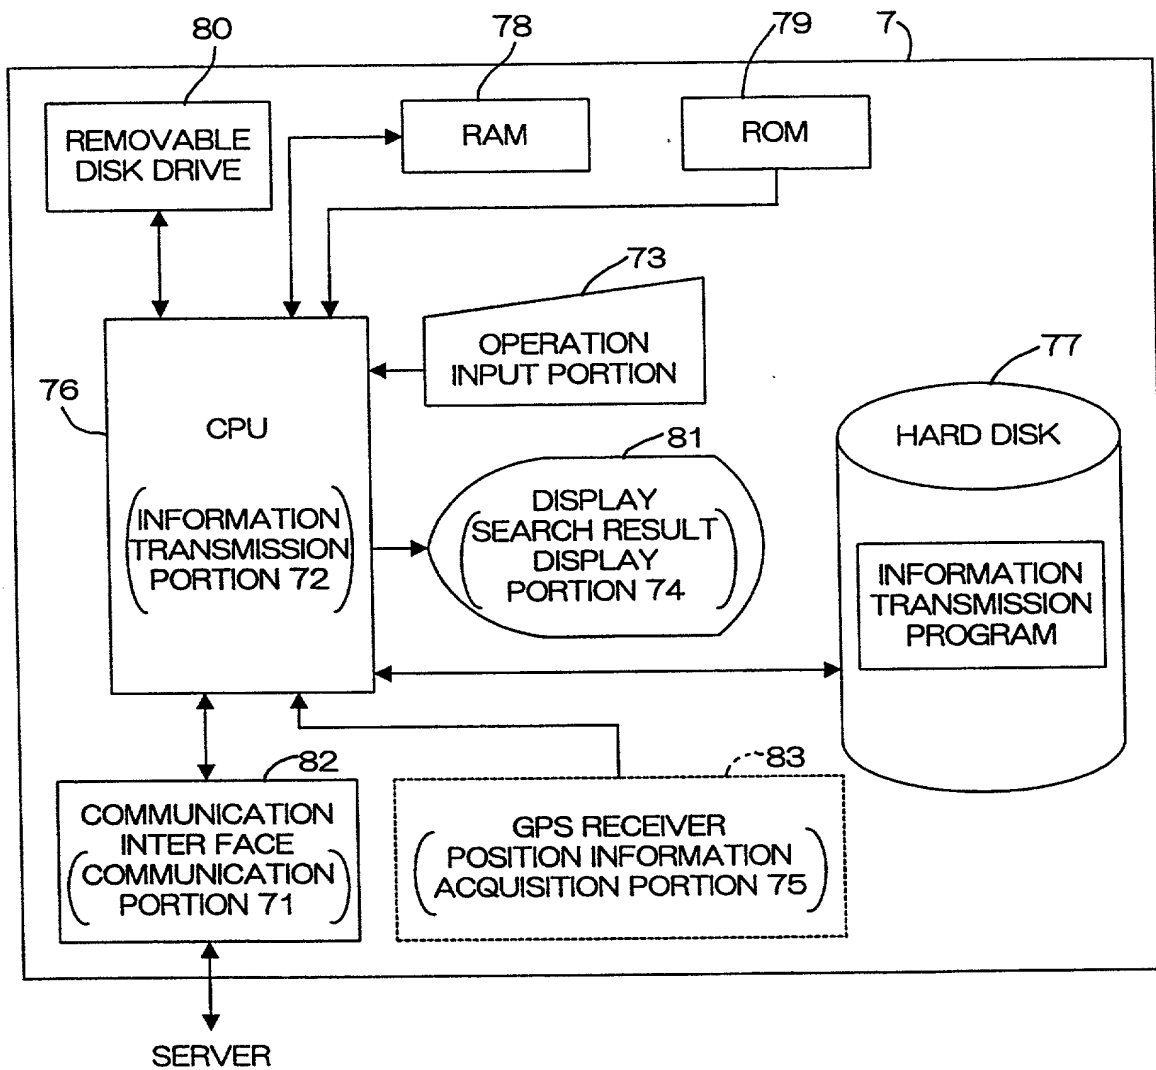 80
78
79
7
REMOVABLE
DISK DRIVE
RAM
ROM
73
OPERATION
INPUT PORTION
77
76
CPU
HARD DISK
81
INFORMATION
TRANSMISSION
PORTION 72
DISPLAY
SEARCH RESULT
DISPLAY
PORTION 74
INFORMATION
TRANSMISSION
PROGRAM
82
83
COMMUNICATION
INTER FACE
COMMUNICATION
PORTION 71
GPS RECEIVER
POSITION INFORMATION
ACQUISITION PORTION 75
SERVER